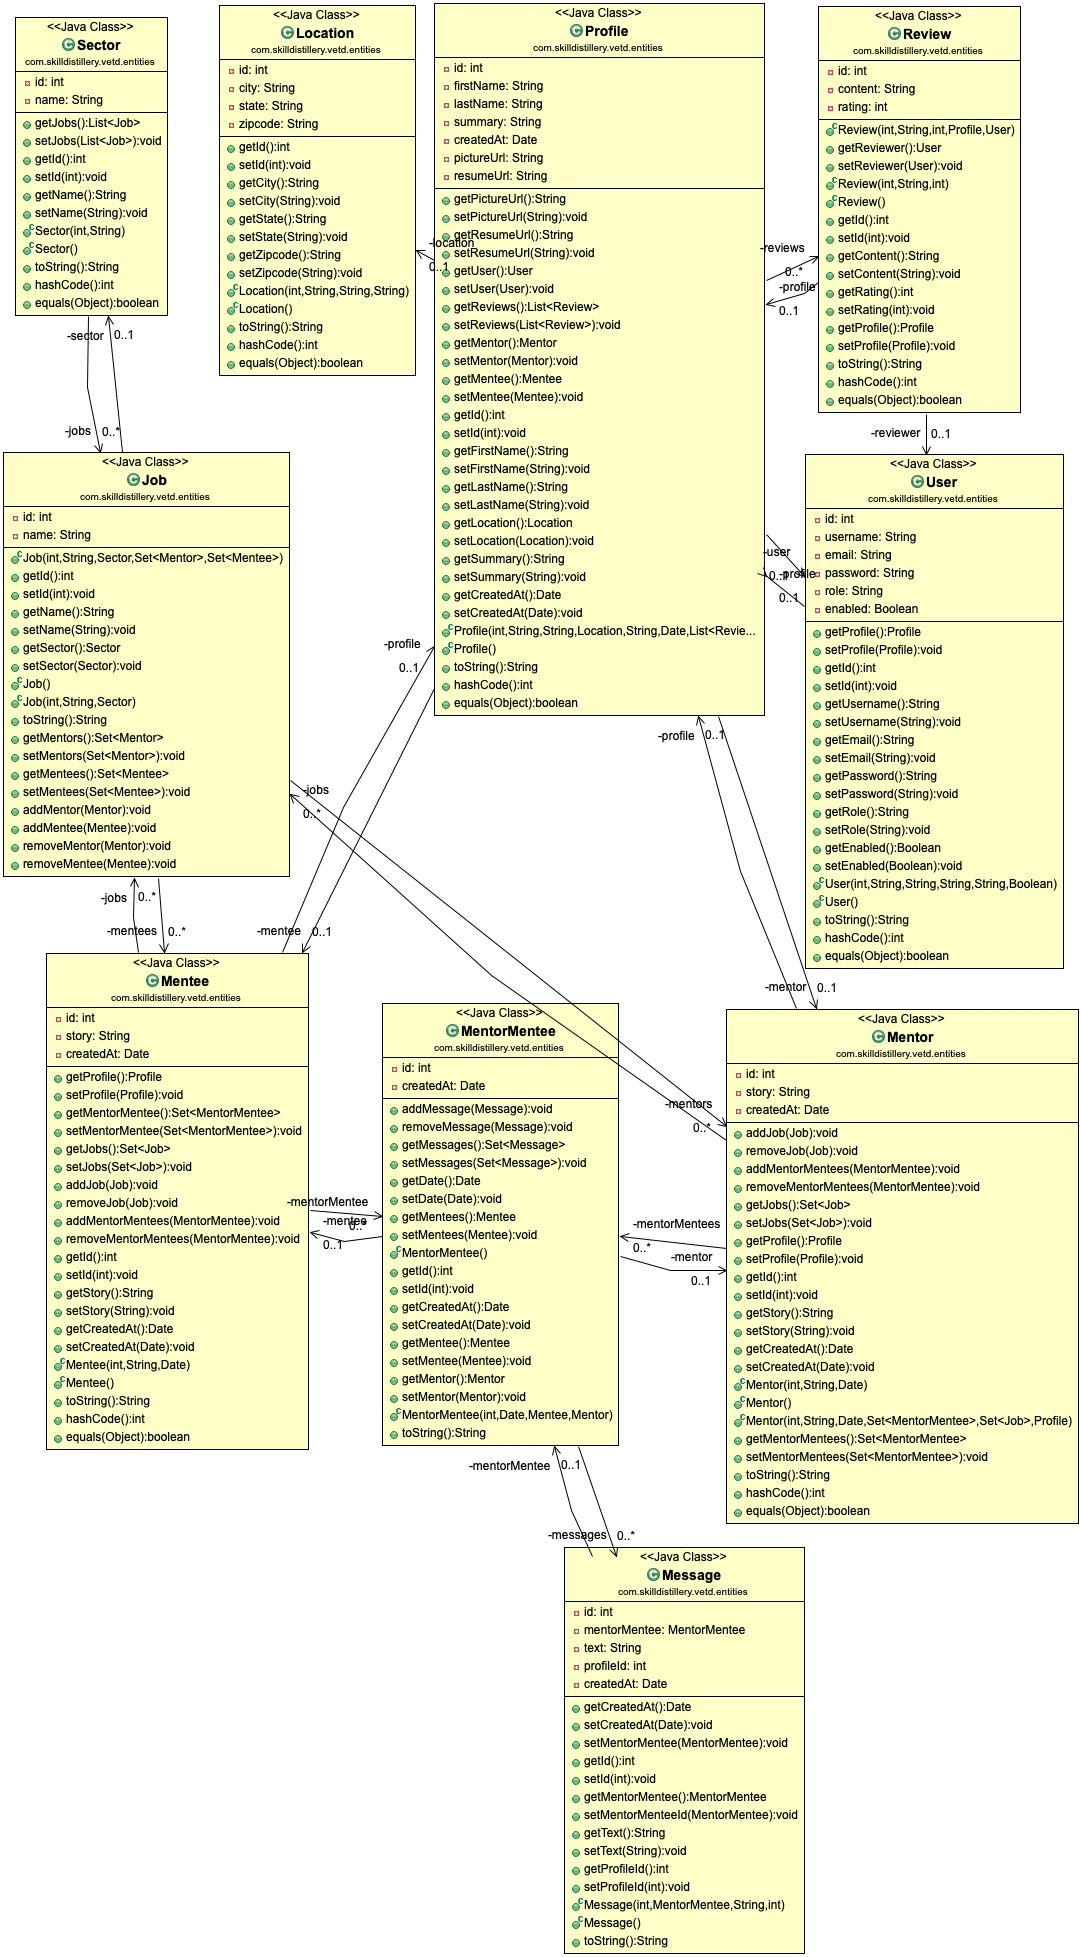 <<Java Class>>
Sector
com.skilldistillery.vetd.entities
id: int
name: String
getJobs():List<Job>
setJobs(List<Job>):void
getId():int
setId(int):void
getName():String
setName(String):void
Sector(int,String)
Sector()
toString():String
hashCode():int
equals(Object):boolean
<<Java Class>>
Location
com.skilldistillery.vetd.entities
id: int
city: String
state: String
zipcode: String
getId():int
setId(int):void
getCity():String
setCity(String):void
getState():String
setState(String):void
getZipcode():String
setZipcode(String):void
Location(int,String,String,String)
Location()
toString():String
hashCode():int
equals(Object):boolean
<<Java Class>>
Profile
com.skilldistillery.vetd.entities
id: int
firstName: String
lastName: String
summary: String
createdAt: Date
pictureUrl: String
resumeUrl: String
getPictureUrl():String
setPictureUrl(String):void
getResumeUrl():String
setResumeUrl(String):void
getUser():User
setUser(User):void
getReviews():List<Review>
setReviews(List<Review>):void
getMentor():Mentor
setMentor(Mentor):void
getMentee():Mentee
setMentee(Mentee):void
getId():int
setId(int):void
getFirstName():String
setFirstName(String):void
getLastName():String
setLastName(String):void
getLocation():Location
setLocation(Location):void
getSummary():String
setSummary(String):void
getCreatedAt():Date
setCreatedAt(Date):void
Profile(int,String,String,Location,String,Date,List<Revie...
Profile()
toString():String
hashCode():int
equals(Object):boolean
<<Java Class>>
Review
com.skilldistillery.vetd.entities
id: int
content: String
rating: int
Review(int,String,int,Profile,User)
getReviewer():User
setReviewer(User):void
Review(int,String,int)
Review()
getId():int
setId(int):void
getContent():String
setContent(String):void
getRating():int
setRating(int):void
getProfile():Profile
setProfile(Profile):void
toString():String
hashCode():int
equals(Object):boolean
-location
0..1
-reviews
0..*
-profile
0..1
-sector
0..1
-jobs
0..*
-reviewer
0..1
<<Java Class>>
Job
com.skilldistillery.vetd.entities
id: int
name: String
Job(int,String,Sector,Set<Mentor>,Set<Mentee>)
getId():int
setId(int):void
getName():String
setName(String):void
getSector():Sector
setSector(Sector):void
Job()
Job(int,String,Sector)
toString():String
getMentors():Set<Mentor>
setMentors(Set<Mentor>):void
getMentees():Set<Mentee>
setMentees(Set<Mentee>):void
addMentor(Mentor):void
addMentee(Mentee):void
removeMentor(Mentor):void
removeMentee(Mentee):void
<<Java Class>>
User
com.skilldistillery.vetd.entities
id: int
username: String
email: String
password: String
role: String
enabled: Boolean
getProfile():Profile
setProfile(Profile):void
getId():int
setId(int):void
getUsername():String
setUsername(String):void
getEmail():String
setEmail(String):void
getPassword():String
setPassword(String):void
getRole():String
setRole(String):void
getEnabled():Boolean
setEnabled(Boolean):void
User(int,String,String,String,String,Boolean)
User()
toString():String
hashCode():int
equals(Object):boolean
-user
0..1
-profile
0..1
-profile
0..1
-profile
0..1
-jobs
0..*
-jobs
0..*
-mentees
0..*
-mentee
0..1
-mentor
0..1
<<Java Class>>
Mentee
com.skilldistillery.vetd.entities
id: int
story: String
createdAt: Date
getProfile():Profile
setProfile(Profile):void
getMentorMentee():Set<MentorMentee>
setMentorMentee(Set<MentorMentee>):void
getJobs():Set<Job>
setJobs(Set<Job>):void
addJob(Job):void
removeJob(Job):void
addMentorMentees(MentorMentee):void
removeMentorMentees(MentorMentee):void
getId():int
setId(int):void
getStory():String
setStory(String):void
getCreatedAt():Date
setCreatedAt(Date):void
Mentee(int,String,Date)
Mentee()
toString():String
hashCode():int
equals(Object):boolean
<<Java Class>>
MentorMentee
com.skilldistillery.vetd.entities
id: int
createdAt: Date
addMessage(Message):void
removeMessage(Message):void
getMessages():Set<Message>
setMessages(Set<Message>):void
getDate():Date
setDate(Date):void
getMentees():Mentee
setMentees(Mentee):void
MentorMentee()
getId():int
setId(int):void
getCreatedAt():Date
setCreatedAt(Date):void
getMentee():Mentee
setMentee(Mentee):void
getMentor():Mentor
setMentor(Mentor):void
MentorMentee(int,Date,Mentee,Mentor)
toString():String
<<Java Class>>
Mentor
com.skilldistillery.vetd.entities
id: int
story: String
createdAt: Date
addJob(Job):void
removeJob(Job):void
addMentorMentees(MentorMentee):void
removeMentorMentees(MentorMentee):void
getJobs():Set<Job>
setJobs(Set<Job>):void
getProfile():Profile
setProfile(Profile):void
getId():int
setId(int):void
getStory():String
setStory(String):void
getCreatedAt():Date
setCreatedAt(Date):void
Mentor(int,String,Date)
Mentor()
Mentor(int,String,Date,Set<MentorMentee>,Set<Job>,Profile)
getMentorMentees():Set<MentorMentee>
setMentorMentees(Set<MentorMentee>):void
toString():String
hashCode():int
equals(Object):boolean
-mentors
0..*
-mentorMentee
0..*
-mentee
0..1
-mentorMentees
0..*
-mentor
0..1
-mentorMentee
0..1
-messages
0..*
<<Java Class>>
Message
com.skilldistillery.vetd.entities
id: int
mentorMentee: MentorMentee
text: String
profileId: int
createdAt: Date
getCreatedAt():Date
setCreatedAt(Date):void
setMentorMentee(MentorMentee):void
getId():int
setId(int):void
getMentorMentee():MentorMentee
setMentorMenteeId(MentorMentee):void
getText():String
setText(String):void
getProfileId():int
setProfileId(int):void
Message(int,MentorMentee,String,int)
Message()
toString():String